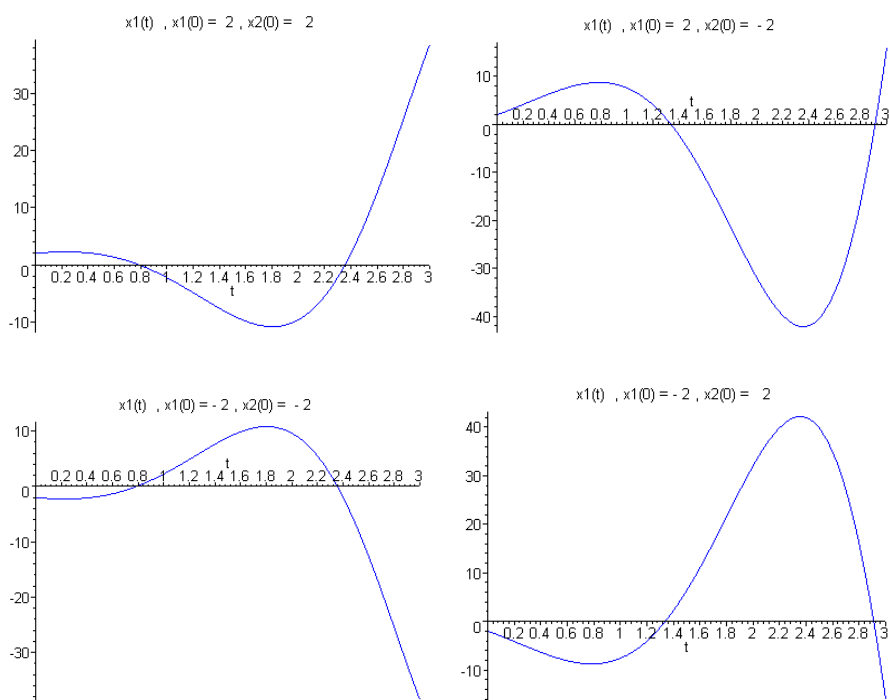 x1(t) , x1(0) = 2 , x2(0) = 2
30
20
10
0
-10
0.2 0.4 0.6 0.8 1 1.2 1.4 1.6 1.8 2 2.2 2.4 2.6 2.8 3
t
x1(t) , x1(0) = 2 , x2(0) = - 2
t
10
0.2 0.4 0.6 0.8 1 1.2 1.4 1.6 1.8 2 2.2 2.4 2.6 2.8 3
0
-10
-20
-30
-40
x1(t) , x1(0) = - 2 , x2(0) = - 2
10
t
0.2 0.4 0.6 0.8 1 1.2 1.4 1.6 1.8 2 2.2 2.4 2.6 2.8 3
0
-10
-20
-30
x1(t) , x1(0) = - 2 , x2(0) = 2
40
30
20
10
0
0.2 0.4 0.6 0.8 1 1.2 1.4 1.6 1.8 2 2.2 2.4 2.6 2.8 3
t
-10